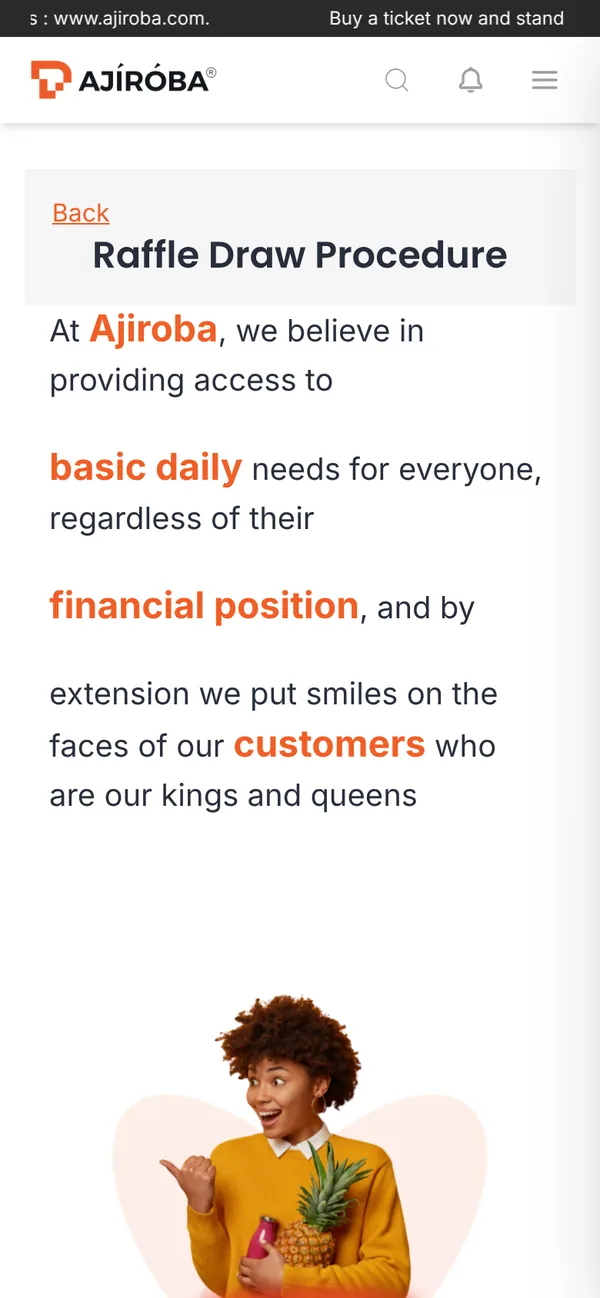 s : www.ajiroba.com. Buy a ticket now and stand
AJÍRÓBA®
Back
Raffle Draw Procedure
At Ajiroba, we believe in
providing access to
basic daily needs for everyone,
regardless of their
financial position, and by
extension we put smiles on the
faces of our customers who
are our kings and queens